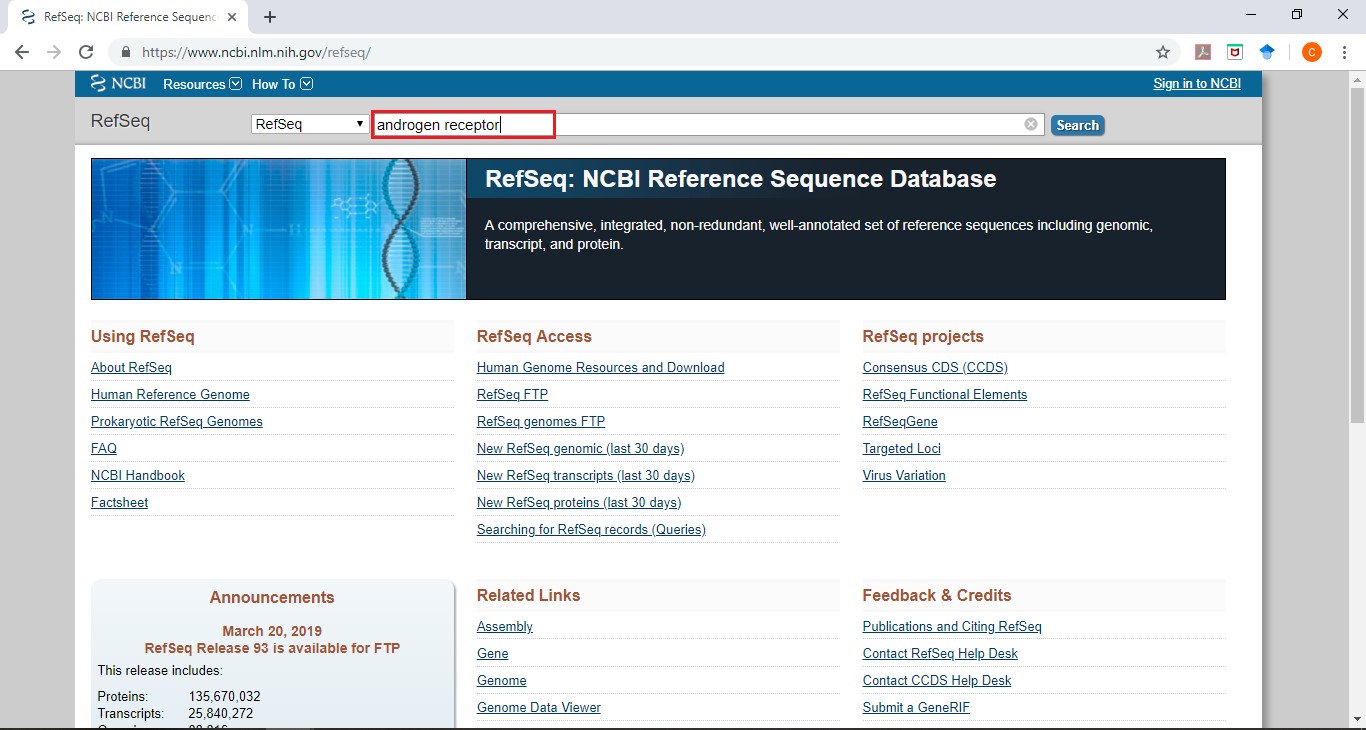 RefSeq: NCBI Reference Sequenc
https://www.ncbi.nlm.nih.gov/refseq/
C
NCBI Resources How To Sign in to NCBI
RefSeq RefSeq androgen receptor Search
RefSeq: NCBI Reference Sequence Database
A comprehensive, integrated, non-redundant, well-annotated set of reference sequences including genomic,
transcript, and protein.
Using RefSeq
About RefSeq
Human Reference Genome
Prokaryotic RefSeq Genomes
FAQ
NCBI Handbook
Factsheet
RefSeq Access
Human Genome Resources and Download
RefSeq FTP
RefSeq genomes FTP
New RefSeq genomic (last 30 days)
New RefSeq transcripts (last 30 days)
New RefSeq proteins (last 30 days)
Searching for RefSeq records (Queries)
RefSeq projects
Consensus CDS (CCDS)
RefSeq Functional Elements
RefSeqGene
Targeted Loci
Virus Variation
Announcements
March 20, 2019
RefSeq Release 93 is available for FTP
This release includes:
Proteins: 135,670,032
Transcripts: 25,840,272
Related Links
Assembly
Gene
Genome
Genome Data Viewer
Feedback & Credits
Publications and Citing RefSeq
Contact RefSeq Help Desk
Contact CCDS Help Desk
Submit a GeneRIF